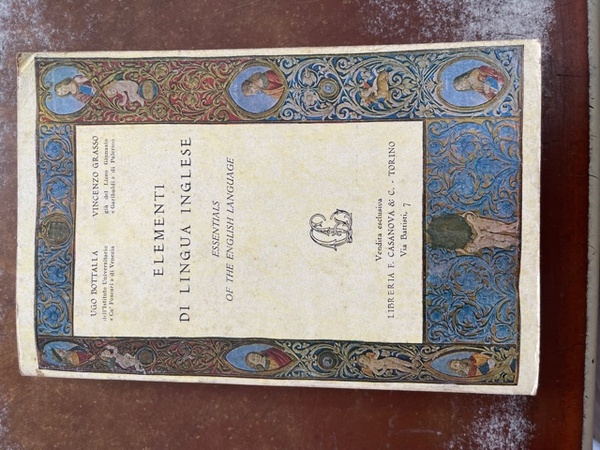 UGO BOTTALLA
dell'Istituto Universitario
« Ca' Foscari » di Venezia
VINCENZO GRASSO
già del Liceo Ginnasio
« Garibaldi » di Palermo
ELEMENTI
DI LINGUA INGLESE
ESSENTIALS
OF THE ENGLISH LANGUAGE
Vendita esclusiva
LIBRERIA F. CASANOVA & C. - TORINO
Via Battisti, 7